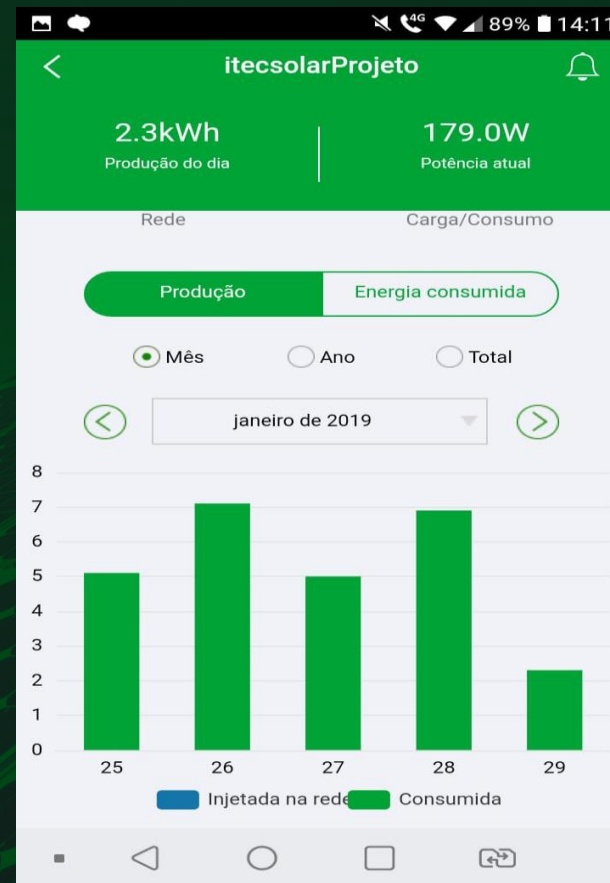 4G 89% 14:11
itecsolarProjeto
2.3kWh 179.0W
Produção do dia Potência atual
Rede Carga/Consumo
Produção Energia consumida
Mês Ano Total
janeiro de 2019
8
7
6
5
4
3
2
1
0
25 26 27 28 29
Injetada na rede Consumida